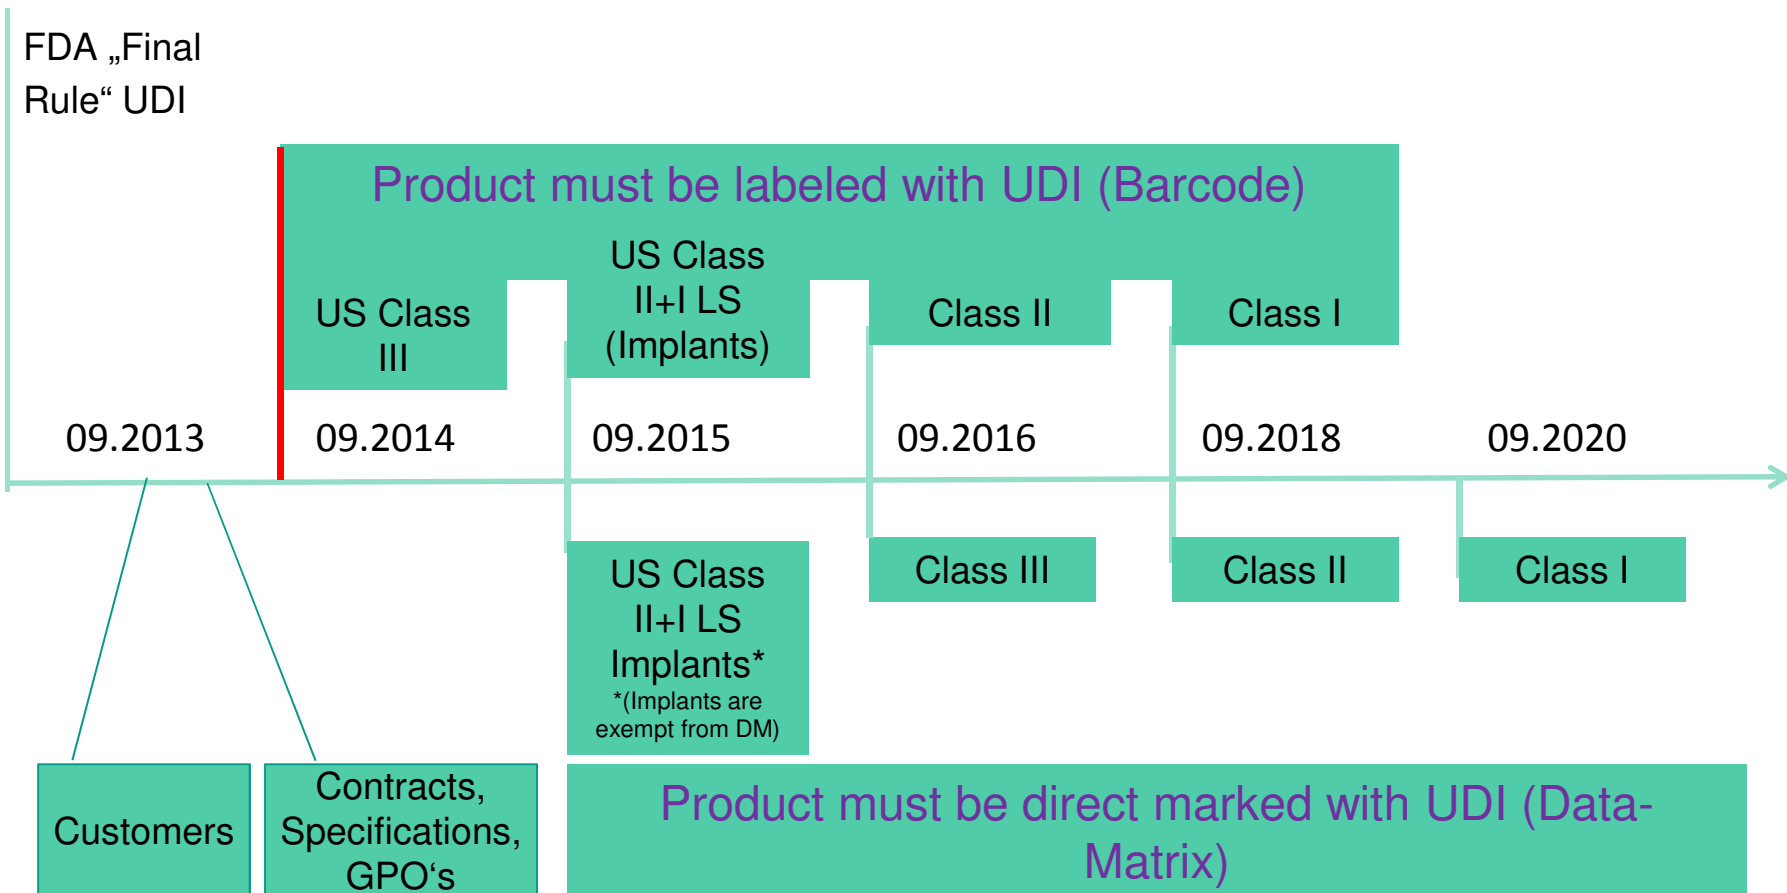 FDA „Final
Rule“ UDI
Product must be labeled with UDI (Barcode)
US Class
III
US Class
II+I LS
(Implants)
Class II
Class I
09.2013
09.2014
09.2015
09.2016
09.2018
09.2020
US Class
II+I LS
Implants*
*(Implants are
exempt from DM)
Class III
Class II
Class I
Customers
Contracts,
Specifications,
GPO‘s
Product must be direct marked with UDI (Data-
Matrix)